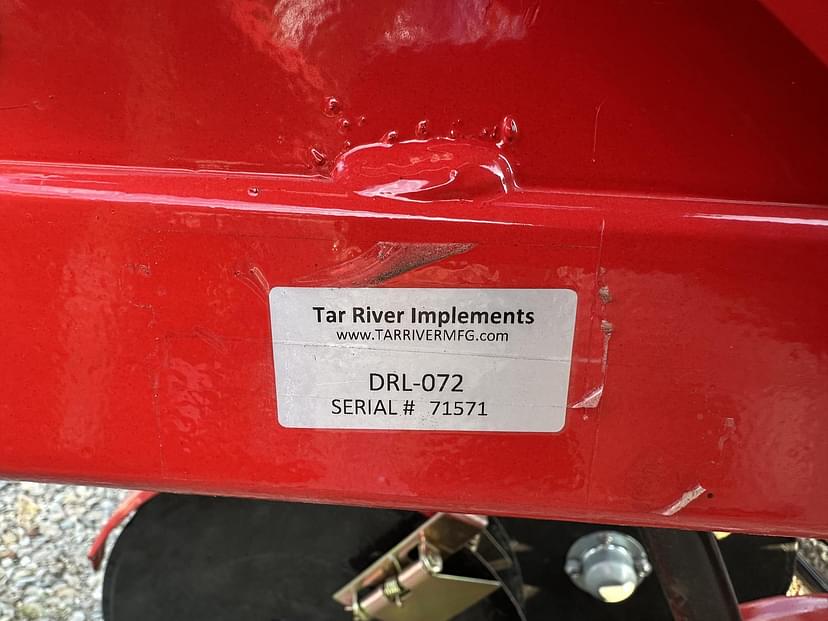 Tar River Implements
www.TARRIVERMFG.com
DRL-072
SERIAL # 71571